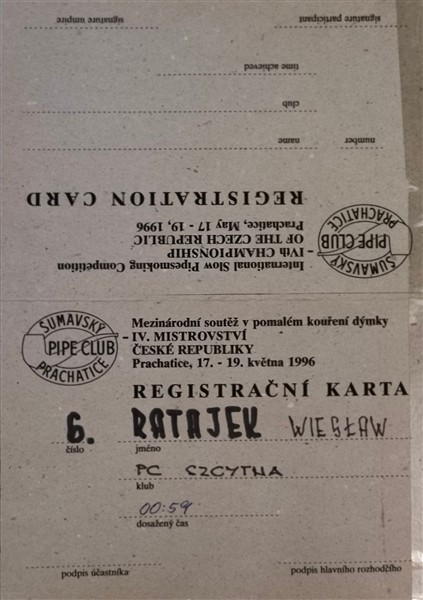 signature umpire
signature participant
time achieved
club
name
number
REGISTRATION CARD
Prachatice, May 17 - 19, 1996
OF THE CZECH REPUBLIC
– IVth CHAMPIONSHIP
International Slow Pipesmoking Competition
ŠUMAVSKÝ
PIPE CLUB
PRACHATICE
ŠUMAVSKÝ
PIPE CLUB
PRACHATICE
Mezinárodní soutěž v pomalém kouření dýmky
– IV. MISTROVSTVÍ
ČESKÉ REPUBLIKY
Prachatice, 17. - 19. května 1996
REGISTRAČNÍ KARTA
6. RATAJEK WIESŁAW
číslo jméno
PC SZCYTNA
klub
00:59
dosažený čas
podpis účastníka
podpis hlavního rozhodčího